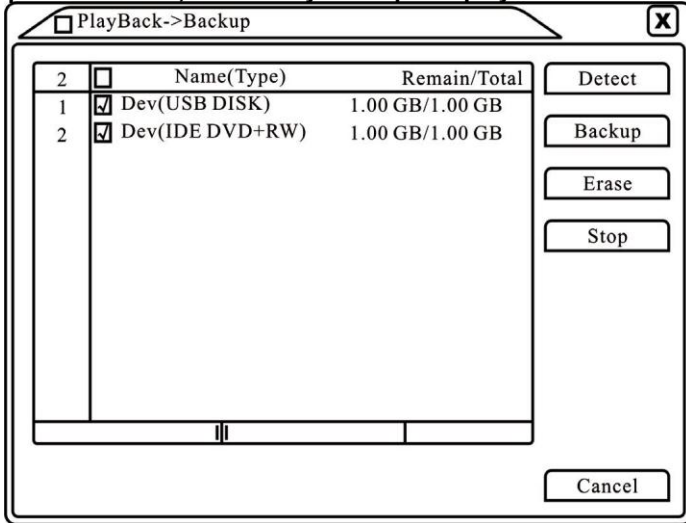 PlayBack->Backup X
2 Name(Type) Remain/Total
1 Dev(USB DISK) 1.00 GB/1.00 GB
2 Dev(IDE DVD+RW) 1.00 GB/1.00 GB
Detect
Backup
Erase
Stop
Cancel